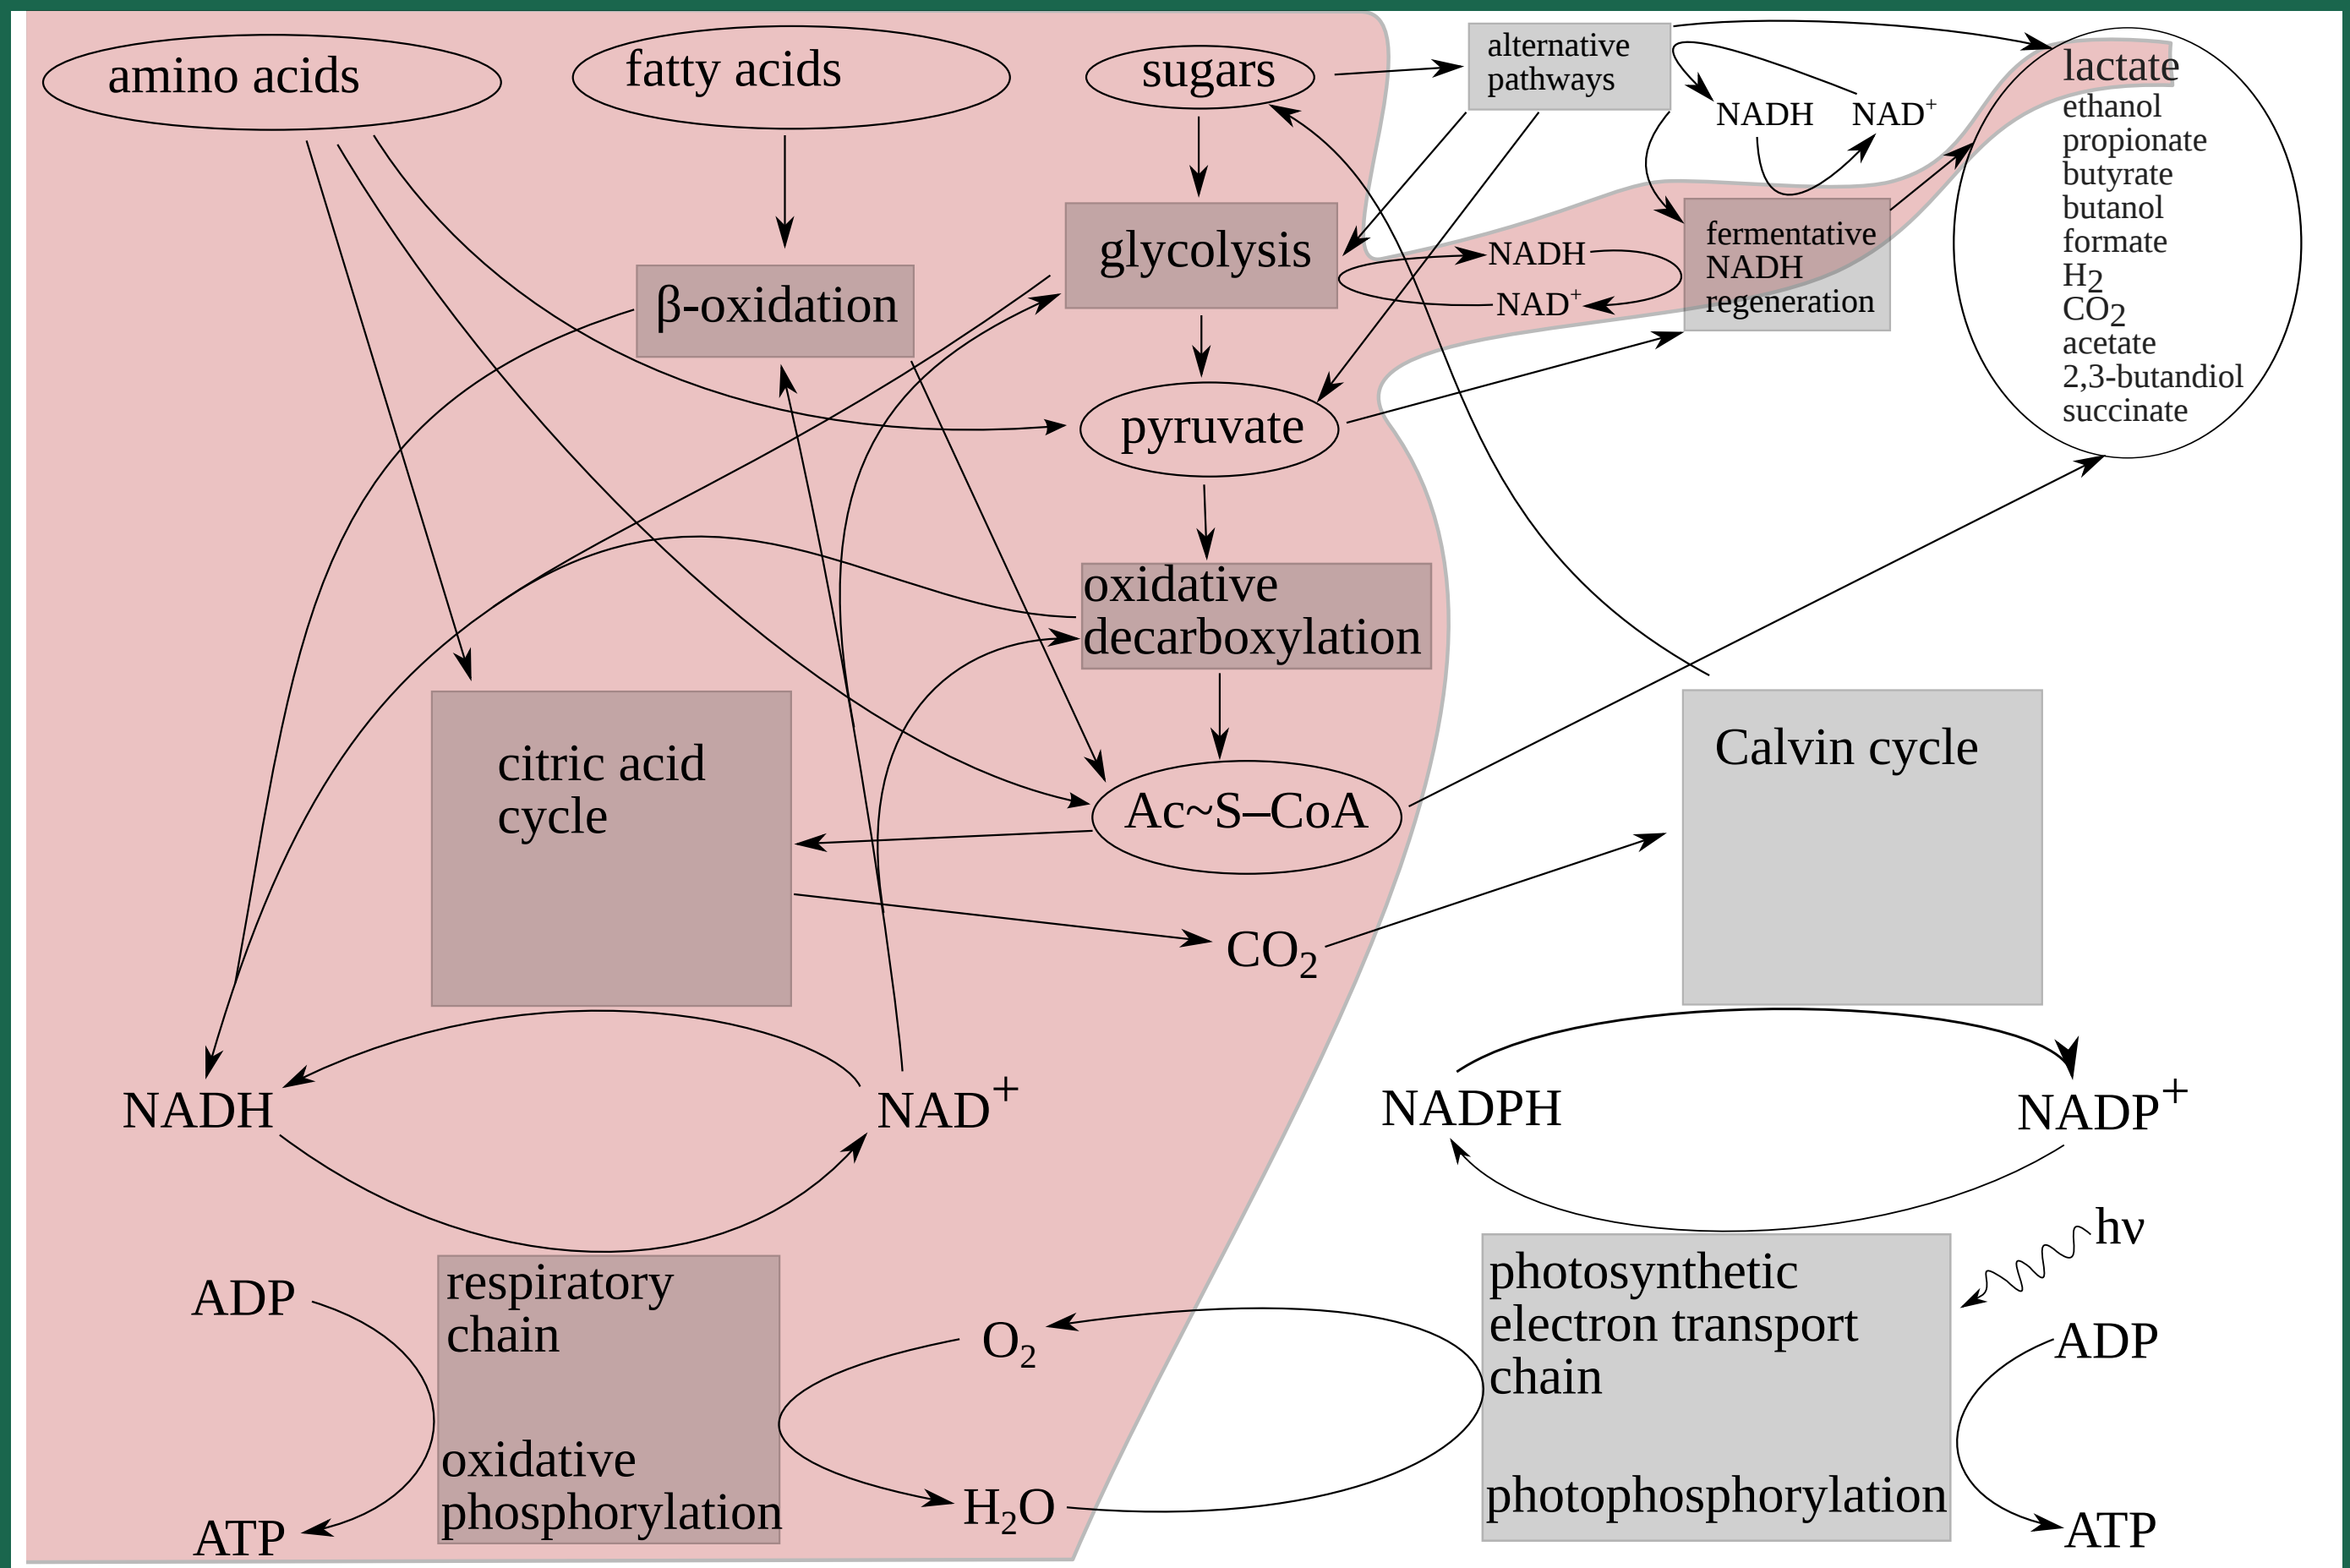 amino acids
fatty acids
sugars
alternative
pathways
NADH
NAD⁺
lactate
ethanol
propionate
butyrate
butanol
formate
H₂
CO₂
acetate
2,3-butandiol
succinate
β-oxidation
glycolysis
NADH
NAD⁺
fermentative
NADH
regeneration
pyruvate
oxidative
decarboxylation
citric acid
cycle
Ac~S–CoA
CO₂
Calvin cycle
NADH
NAD⁺
NADPH
NADP⁺
hν
ADP
respiratory
chain
oxidative
phosphorylation
ATP
O₂
H₂O
photosynthetic
electron transport
chain
photophosphorylation
ADP
ATP